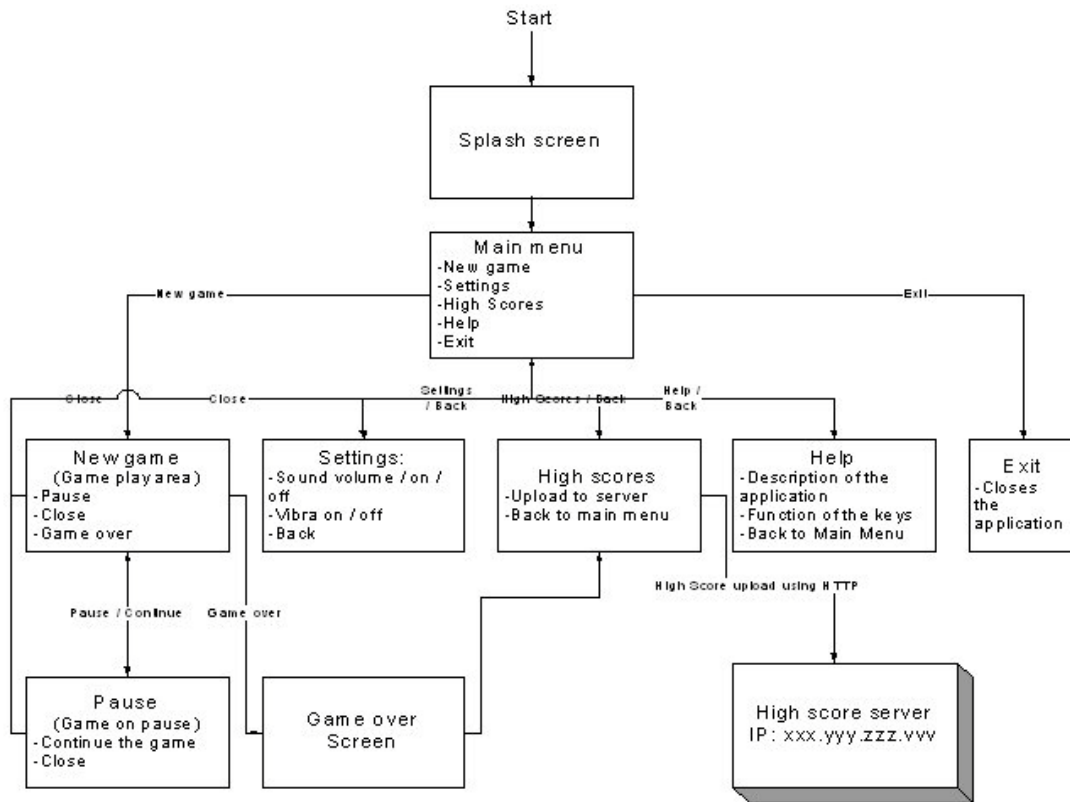 Start
Splash screen
Main menu
-New game
-Settings
-High Scores
-Help
-Exit
New game
Exit
Close
Close
Settings
/ Back
High Scores / Back
Help /
Back
New game
(Game play area)
-Pause
-Close
-Game over
Settings:
-Sound volume / on /
off
-Vibra on / off
-Back
High scores
-Upload to server
-Back to main menu
Help
-Description of the
application
-Function of the keys
-Back to Main Menu
Exit
-Closes
the
application
Pause / Continue
Game over
High Score upload using HTTP
Pause
(Game on pause)
-Continue the game
-Close
Game over
Screen
High score server
IP: xxx.yyy.zzz.vvv